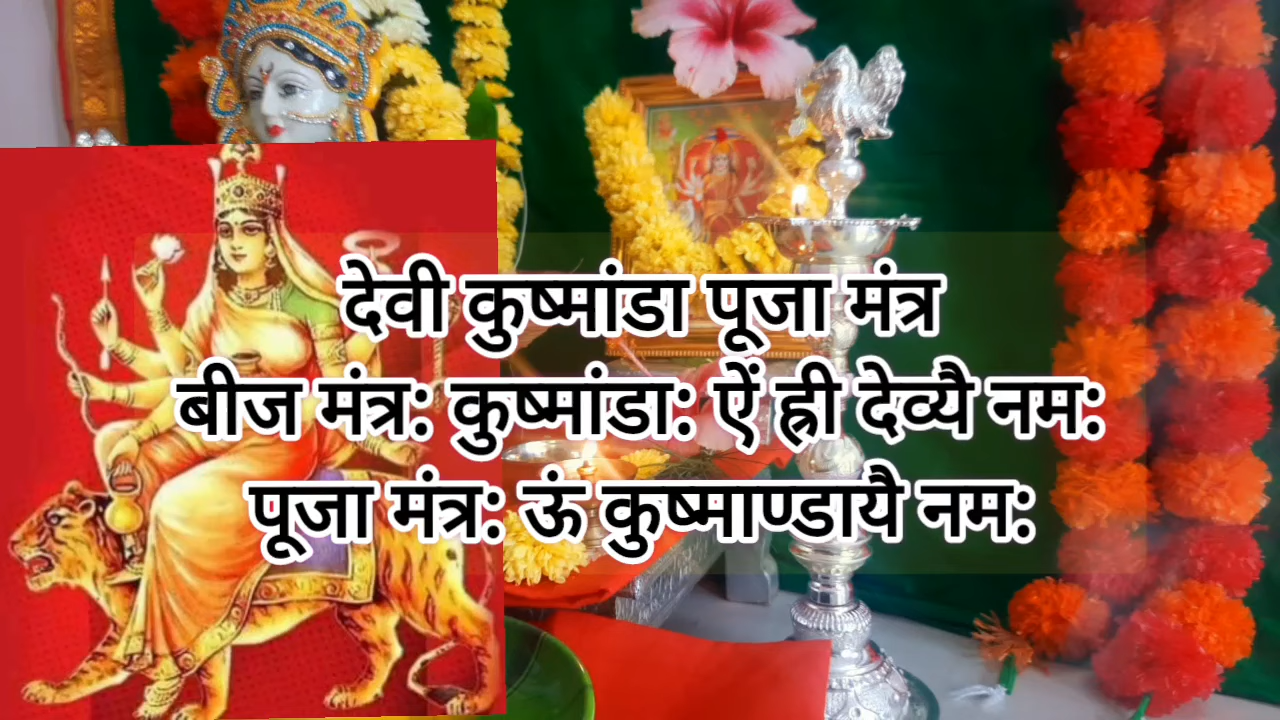 देवी कुष्मांडा पूजा मंत्र
बीज मंत्र: कुष्मांडा: ऐं ह्री देव्यै नम:
पूजा मंत्र: ऊं कुष्माण्डायै नम: